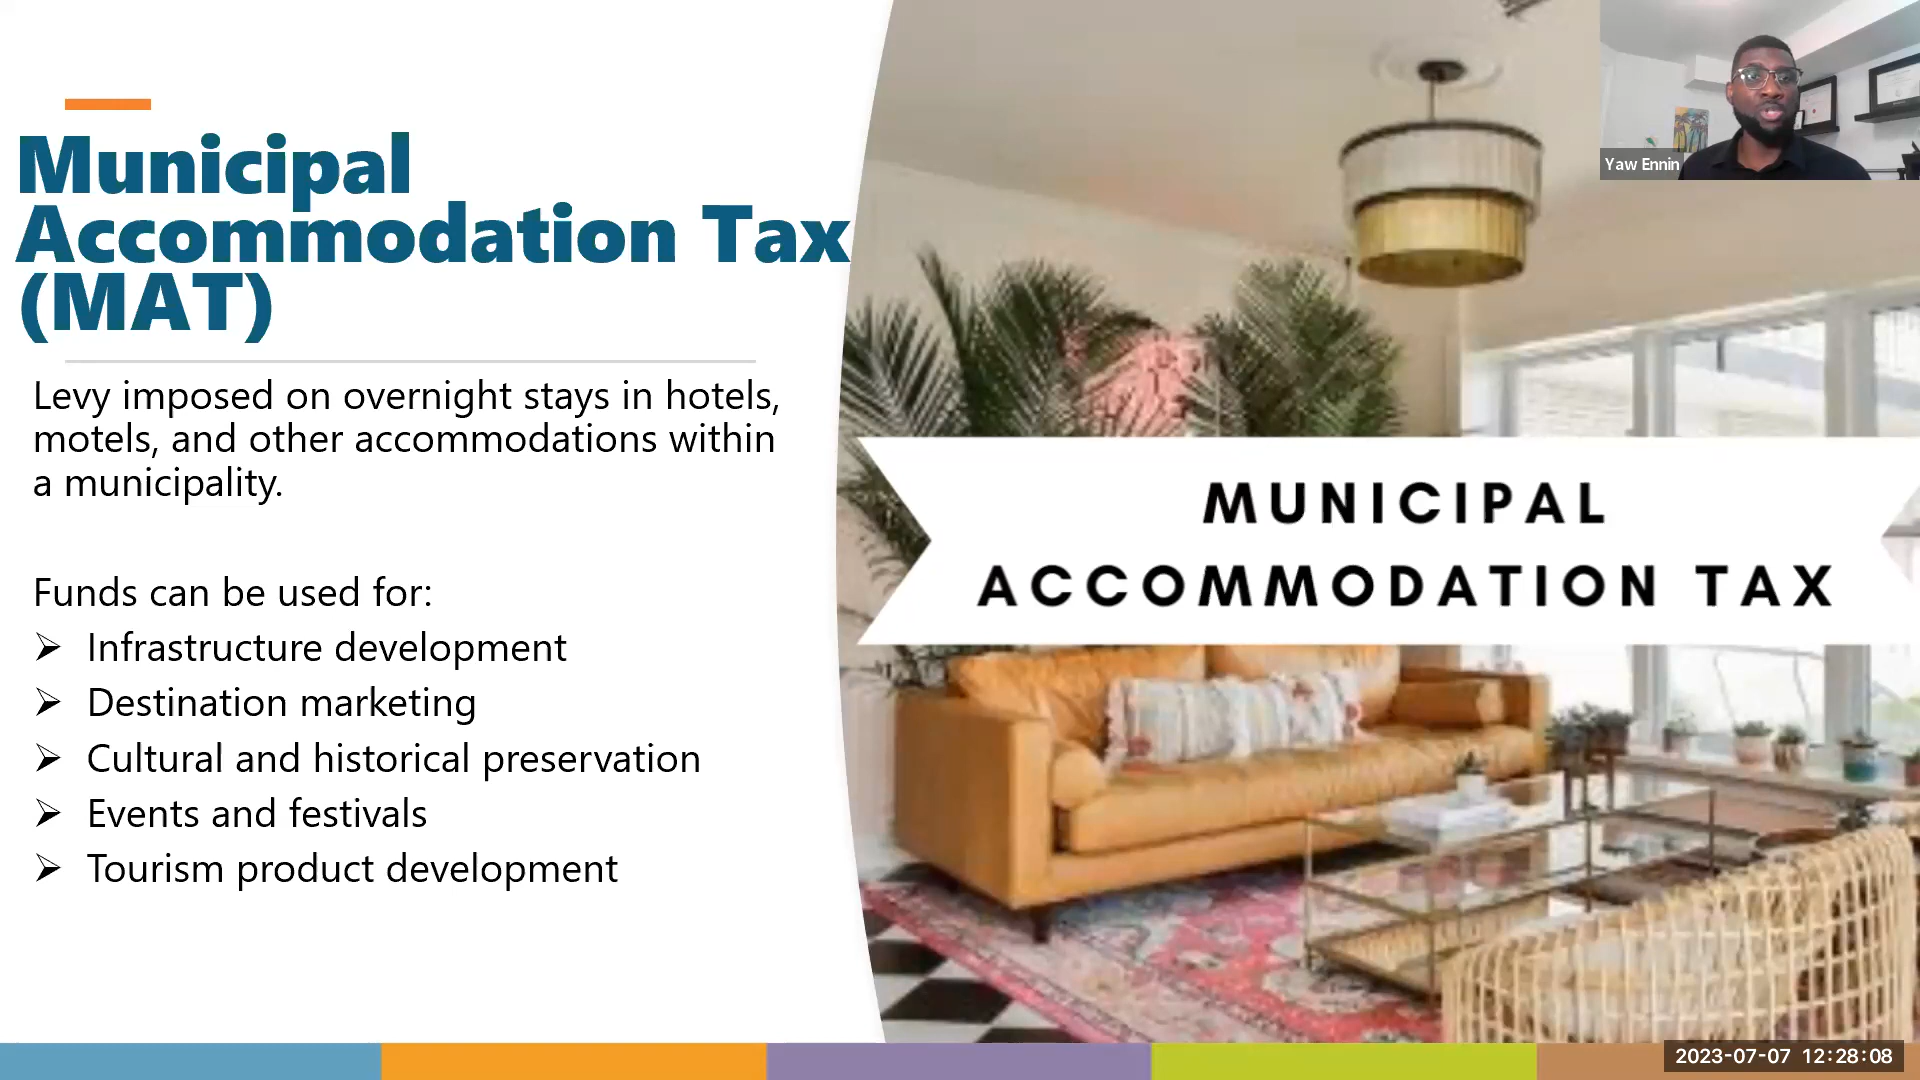 Municipal
Accommodation Tax
(MAT)
Levy imposed on overnight stays in hotels,
motels, and other accommodations within
a municipality.
Funds can be used for:
➢ Infrastructure development
➢ Destination marketing
➢ Cultural and historical preservation
➢ Events and festivals
➢ Tourism product development
MUNICIPAL
ACCOMMODATION TAX
Yaw Ennin
2023-07-07 12:28:08